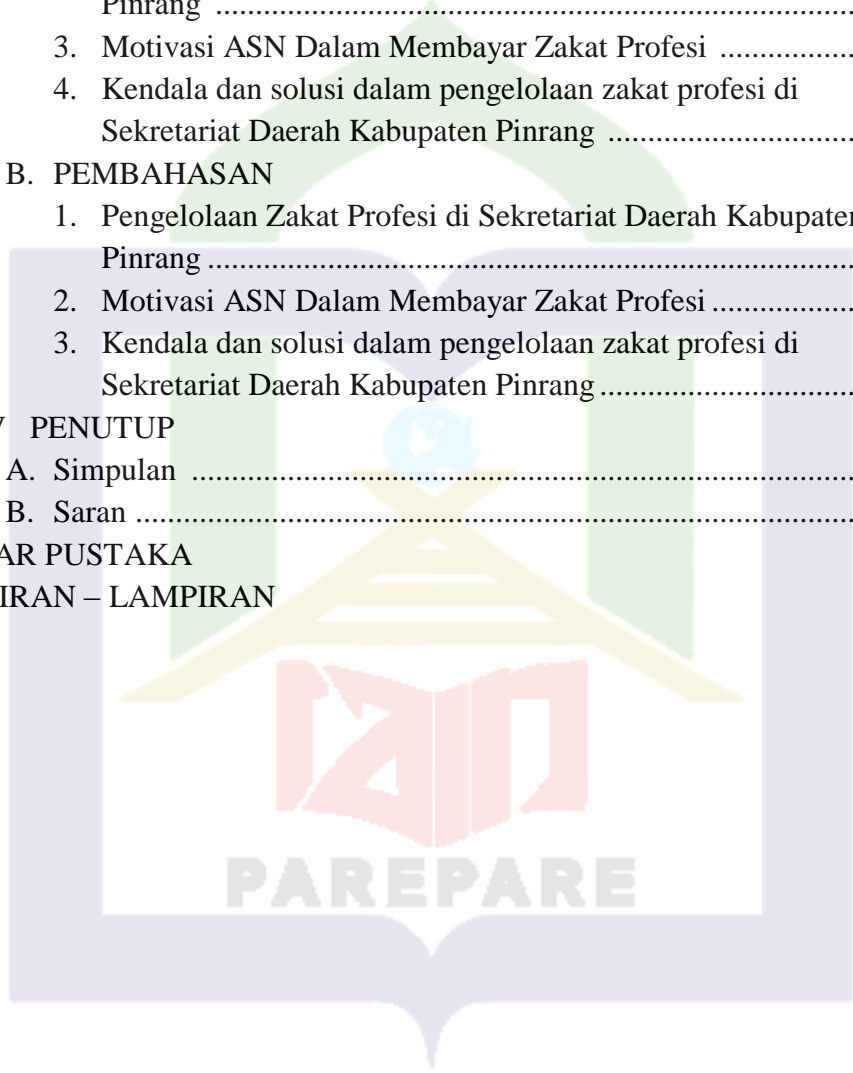 Pinrang ........................................................................................
3. Motivasi ASN Dalam Membayar Zakat Profesi ..................
4. Kendala dan solusi dalam pengelolaan zakat profesi di
Sekretariat Daerah Kabupaten Pinrang .................................
B. PEMBAHASAN
1. Pengelolaan Zakat Profesi di Sekretariat Daerah Kabupaten
Pinrang ........................................................................................
2. Motivasi ASN Dalam Membayar Zakat Profesi ...................
3. Kendala dan solusi dalam pengelolaan zakat profesi di
Sekretariat Daerah Kabupaten Pinrang ..................................
PENUTUP
A. Simpulan .....................................................................................
B. Saran ............................................................................................
AR PUSTAKA
IRAN – LAMPIRAN
iain
PAREPARE